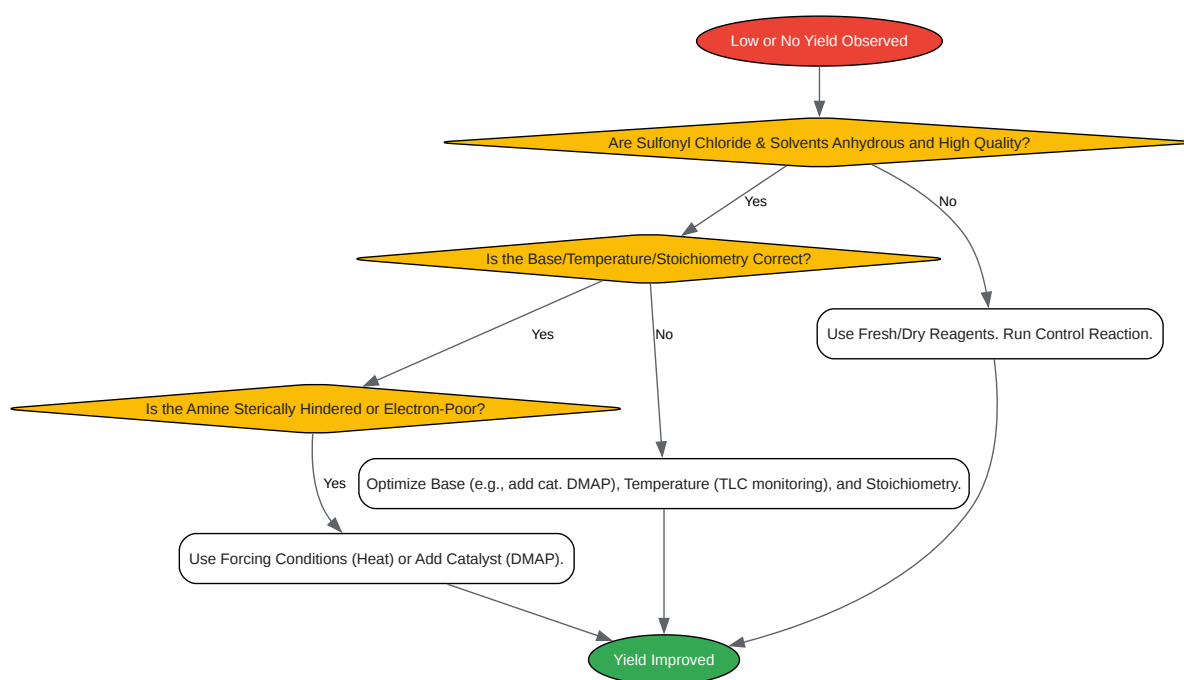 Low or No Yield Observed
Are Sulfonyl Chloride & Solvents Anhydrous and High Quality?
Yes
No
Is the Base/Temperature/Stoichiometry Correct?
Yes
No
Use Fresh/Dry Reagents. Run Control Reaction.
Is the Amine Sterically Hindered or Electron-Poor?
Yes
Optimize Base (e.g., add cat. DMAP), Temperature (TLC monitoring), and Stoichiometry.
Use Forcing Conditions (Heat) or Add Catalyst (DMAP).
Yield Improved